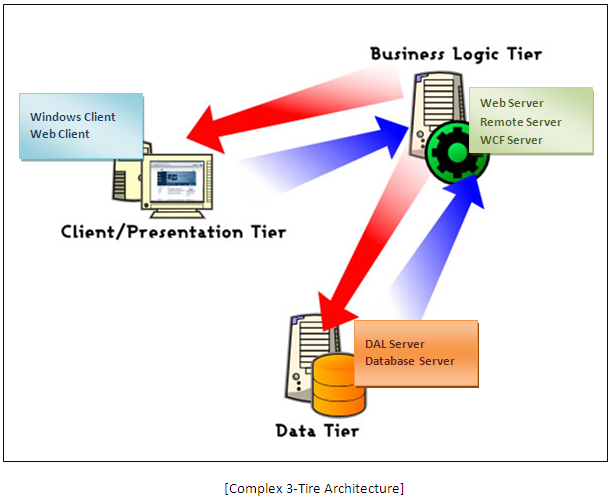 Business Logic Tier
Windows Client
Web Client
Web Server
Remote Server
WCF Server
Client/Presentation Tier
DAL Server
Database Server
Data Tier
[Complex 3-Tire Architecture]